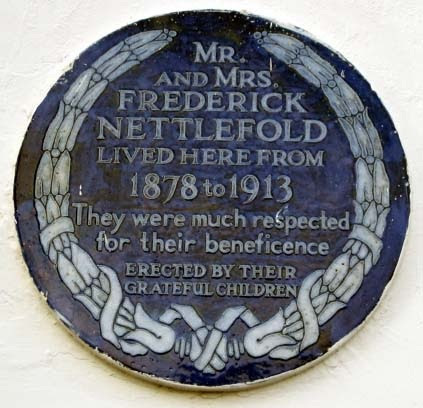 MR.
AND MRS.
FREDERICK
NETTLEFOLD
LIVED HERE FROM
1878 to 1913
They were much respected
for their beneficence
ERECTED BY THEIR
GRATEFUL CHILDREN